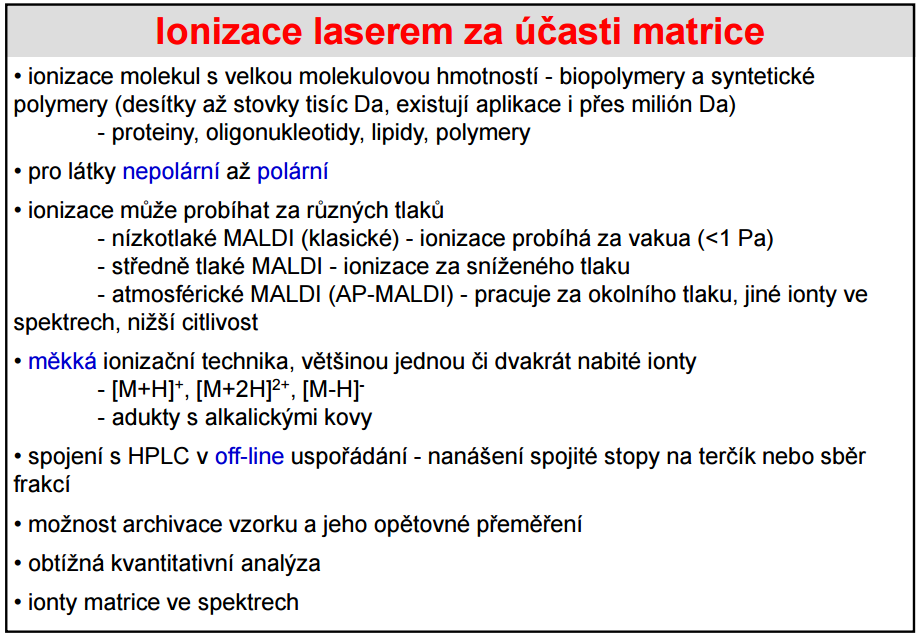 Ionizace laserem za účasti matrice
• ionizace molekul s velkou molekulovou hmotností - biopolymery a syntetické
polymery (desítky až stovky tisíc Da, existují aplikace i přes milión Da)
- proteiny, oligonukleotidy, lipidy, polymery
• pro látky nepolární až polární
• ionizace může probíhat za různých tlaků
- nízkotlaké MALDI (klasické) - ionizace probíhá za vakua (<1 Pa)
- středně tlaké MALDI - ionizace za sníženého tlaku
- atmosférické MALDI (AP-MALDI) - pracuje za okolního tlaku, jiné ionty ve
spektrech, nižší citlivost
• měkká ionizační technika, většinou jednou či dvakrát nabité ionty
- [M+H]⁺, [M+2H]²⁺, [M-H]⁻
- adukty s alkalickými kovy
• spojení s HPLC v off-line uspořádání - nanášení spojité stopy na terčík nebo sběr
frakcí
• možnost archivace vzorku a jeho opětovné přeměření
• obtížná kvantitativní analýza
• ionty matrice ve spektrech